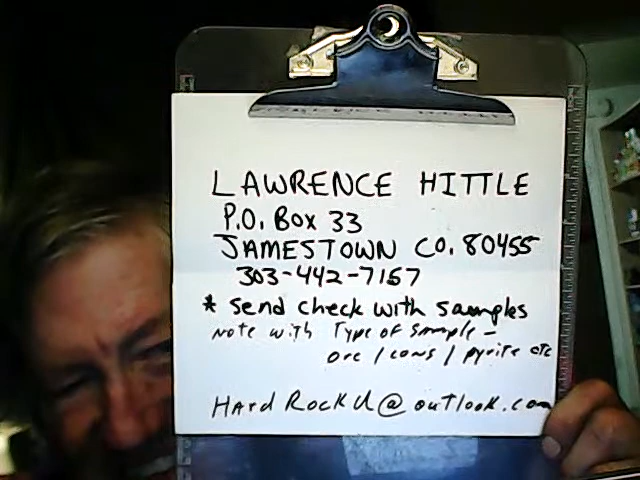 LAWRENCE HITTLE
P.O. BOX 33
JAMESTOWN CO. 80455
303-442-7157
* Send check with samples
Note with Type of Sample -
Ore / Cons / pyrite etc
HardRockU@outlook.com